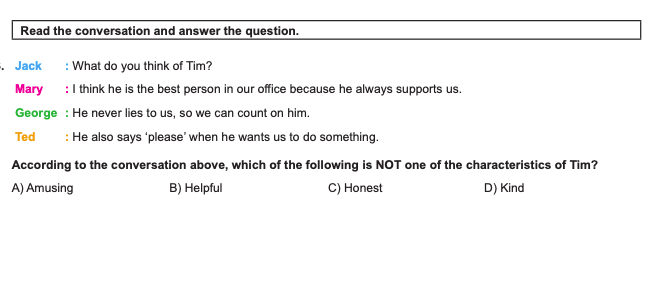 Read the conversation and answer the question.
. Jack : What do you think of Tim?
Mary : I think he is the best person in our office because he always supports us.
George : He never lies to us, so we can count on him.
Ted : He also says ‘please’ when he wants us to do something.
According to the conversation above, which of the following is NOT one of the characteristics of Tim?
A) Amusing B) Helpful C) Honest D) Kind